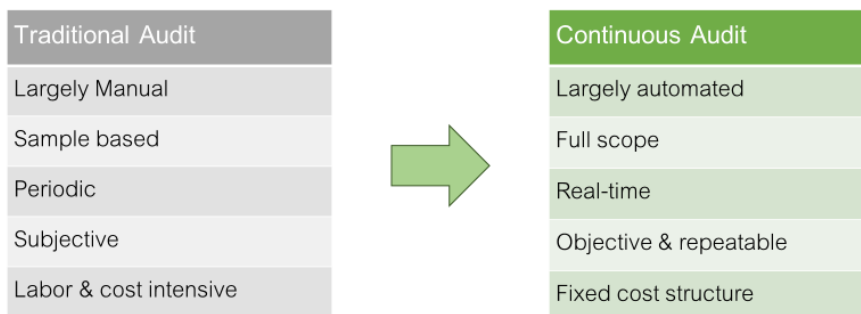 Traditional Audit
Largely Manual
Sample based
Periodic
Subjective
Labor & cost intensive
Continuous Audit
Largely automated
Full scope
Real-time
Objective & repeatable
Fixed cost structure